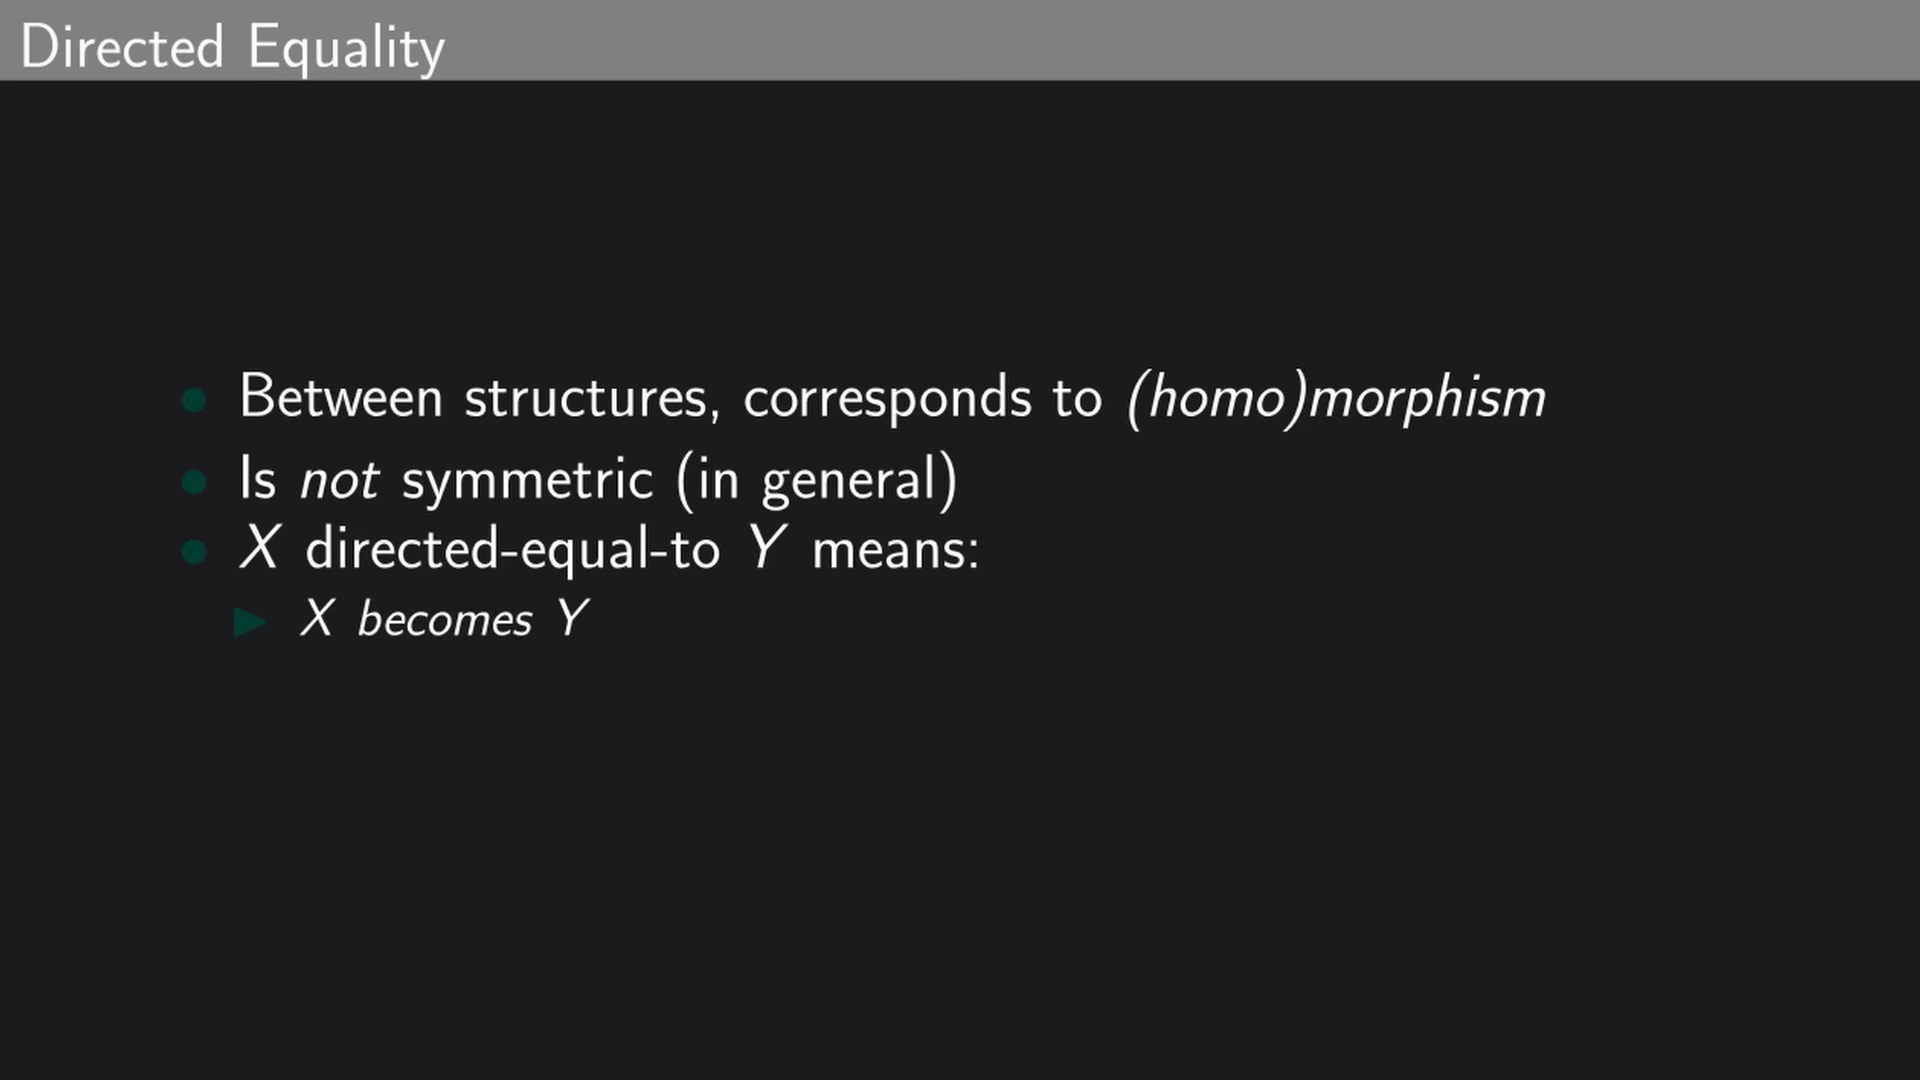 Directed Equality
Between structures, corresponds to (homo)morphism
Is not symmetric (in general)
X directed-equal-to Y means:
X becomes Y